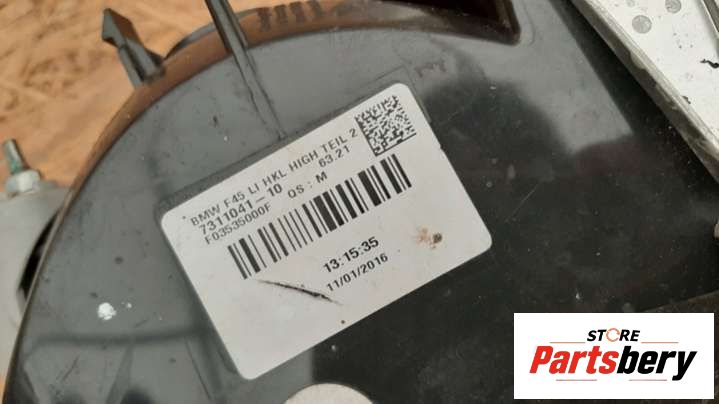 BMW F45 LI HKL HIGH TEIL 2
7311041-10 63.21
F03535000F QS: M
13:15:35
11/01/2016
STORE
Partsbery